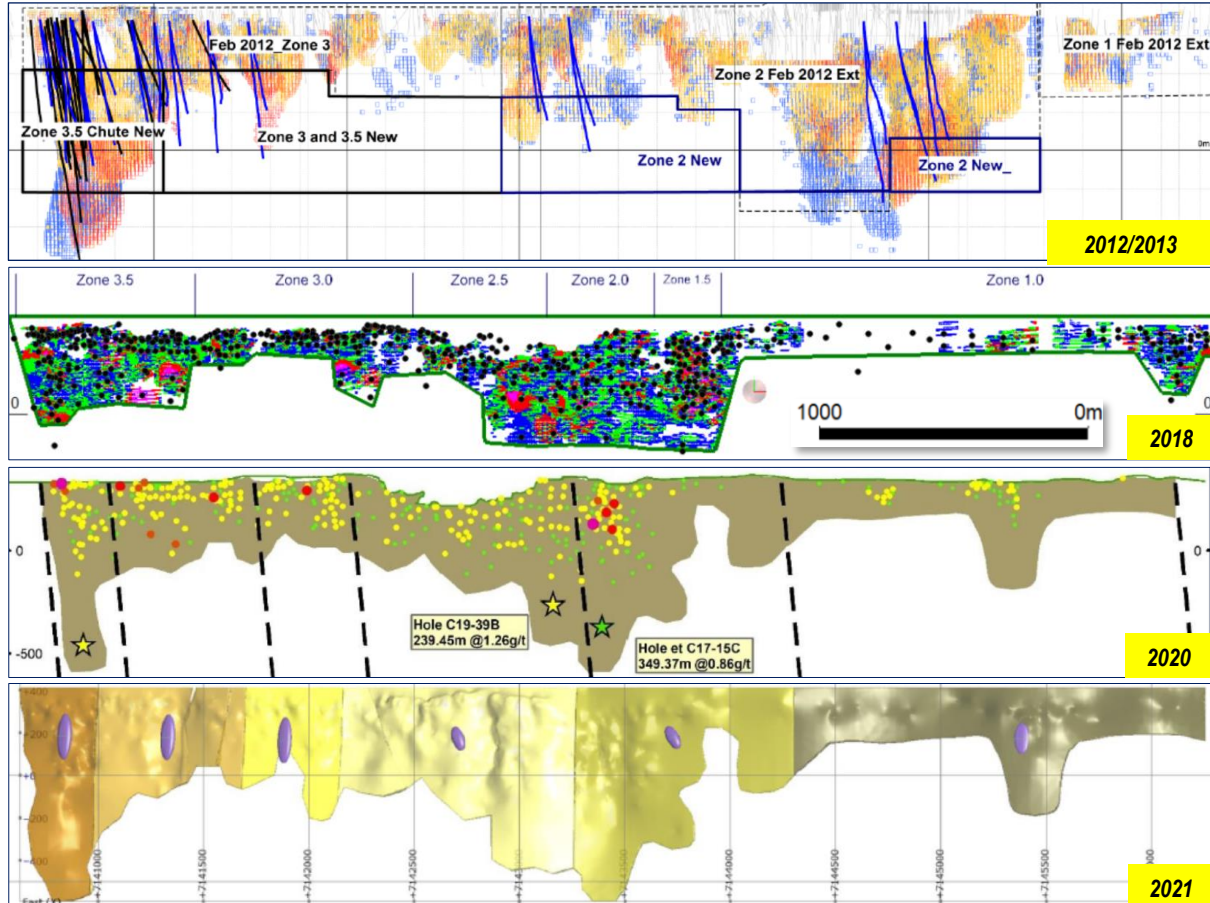 Feb 2012_Zone 3
Zone 1 Feb 2012 Ext
Zone 2 Feb 2012 Ext
Zone 3.5 Chute New
Zone 3 and 3.5 New
Zone 2 New
Zone 2 New_
0m
2012/2013
Zone 3.5
Zone 3.0
Zone 2.5
Zone 2.0
Zone 1.5
Zone 1.0
0
0
1000
0m
2018
0
0
-500
Hole C19-39B
239.45m @1.26g/t
Hole et C17-15C
349.37m @0.86g/t
2020
+400
+200
+0
-200
-400
+7141000
+7141500
+7142000
+7142500
+7144000
+7144500
+7145000
+7145500
2021